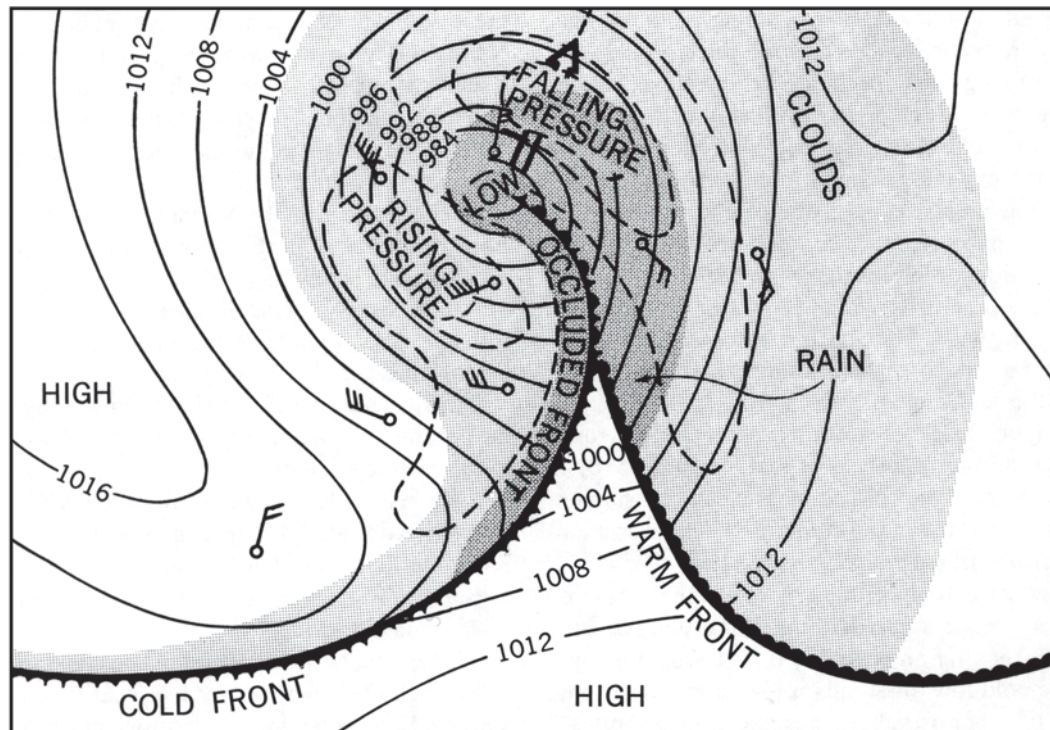 1012
1008
1004
1000
996
992
988
984
A
FALLING
PRESSURE
LOW
RISING
PRESSURE
OCCLUDED FRONT
1012
CLOUDS
RAIN
HIGH
1016
1000
1004
1008
1012
WARM FRONT
1012
COLD FRONT
HIGH